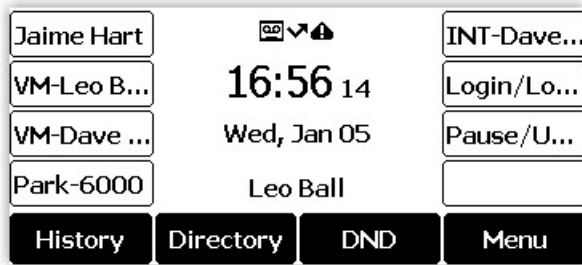 Jaime Hart
VM-Leo B...
VM-Dave ...
Park-6000
16:56 14
Wed, Jan 05
Leo Ball
INT-Dave...
Login/Lo...
Pause/U...
History
Directory
DND
Menu